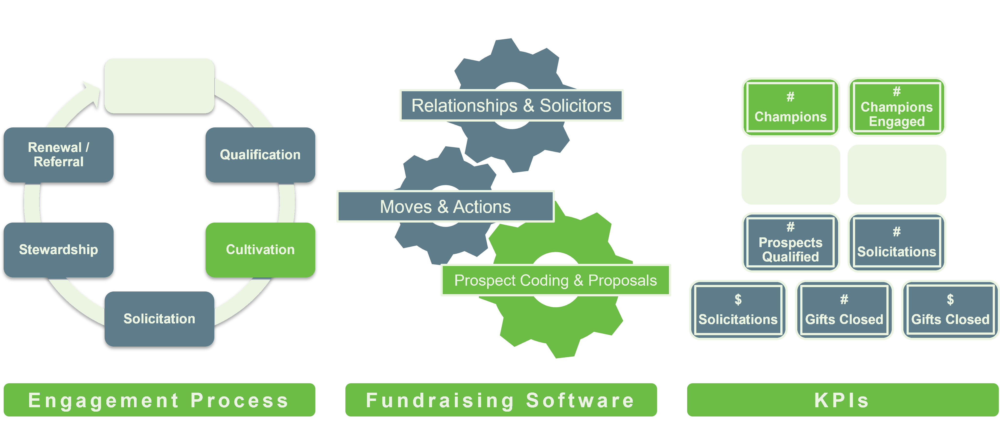 Renewal /
Referral
Qualification
Stewardship
Cultivation
Solicitation
Engagement Process
Relationships & Solicitors
Moves & Actions
Prospect Coding & Proposals
Fundraising Software
#
Champions
#
Champions
Engaged
#
Prospects
Qualified
#
Solicitations
$
Solicitations
#
Gifts Closed
$
Gifts Closed
KPIs